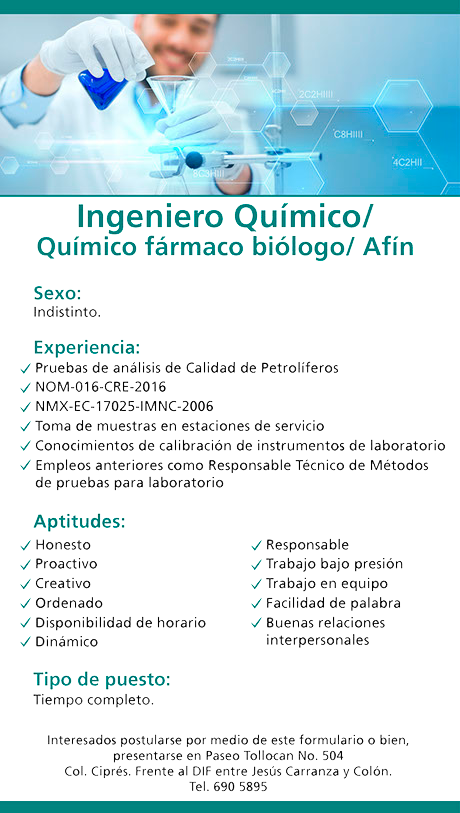 2C2HIIII
C8HIIII
4C2HII
8C3HIIII
Ingeniero Químico/
Químico fármaco biólogo/ Afín
Sexo:
Indistinto.
Experiencia:
Pruebas de análisis de Calidad de Petrolíferos
NOM-016-CRE-2016
NMX-EC-17025-IMNC-2006
Toma de muestras en estaciones de servicio
Conocimientos de calibración de instrumentos de laboratorio
Empleos anteriores como Responsable Técnico de Métodos
de pruebas para laboratorio
Aptitudes:
Honesto
Proactivo
Creativo
Ordenado
Disponibilidad de horario
Dinámico
Responsable
Trabajo bajo presión
Trabajo en equipo
Facilidad de palabra
Buenas relaciones
interpersonales
Tipo de puesto:
Tiempo completo.
Interesados postularse por medio de este formulario o bien,
presentarse en Paseo Tollocan No. 504
Col. Ciprés. Frente al DIF entre Jesús Carranza y Colón.
Tel. 690 5895